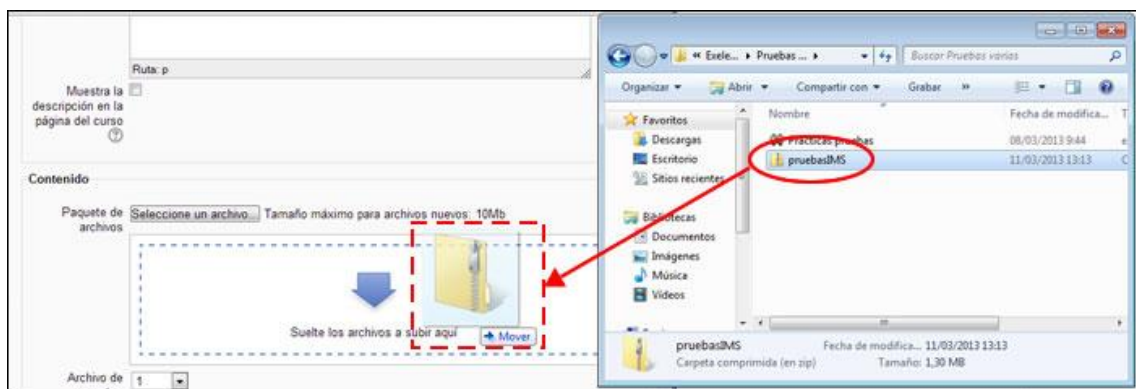 Ruta: p
Muestra la
descripción en la
página del curso
Contenido
Paquete de
archivos
Seleccione un archivo... Tamaño máximo para archivos nuevos: 10Mb
Suelte los archivos a subir aquí
Mover
Archivo de
1
« Exele... ▸ Pruebas ... ▸
Buscar Pruebas varias
Organizar Abrir Compartir con Grabar »
Nombre Fecha de modifica...
Favoritos
Descargas
Escritorio
Sitios recientes
Bibliotecas
Documentos
Imágenes
Música
Vídeos
Prácticas pruebas 08/03/2013 9:44
pruebasIMS 11/03/2013 13:13
pruebasIMS Fecha de modifica... 11/03/2013 13:13
Carpeta comprimida (en zip) Tamaño: 1,30 MB